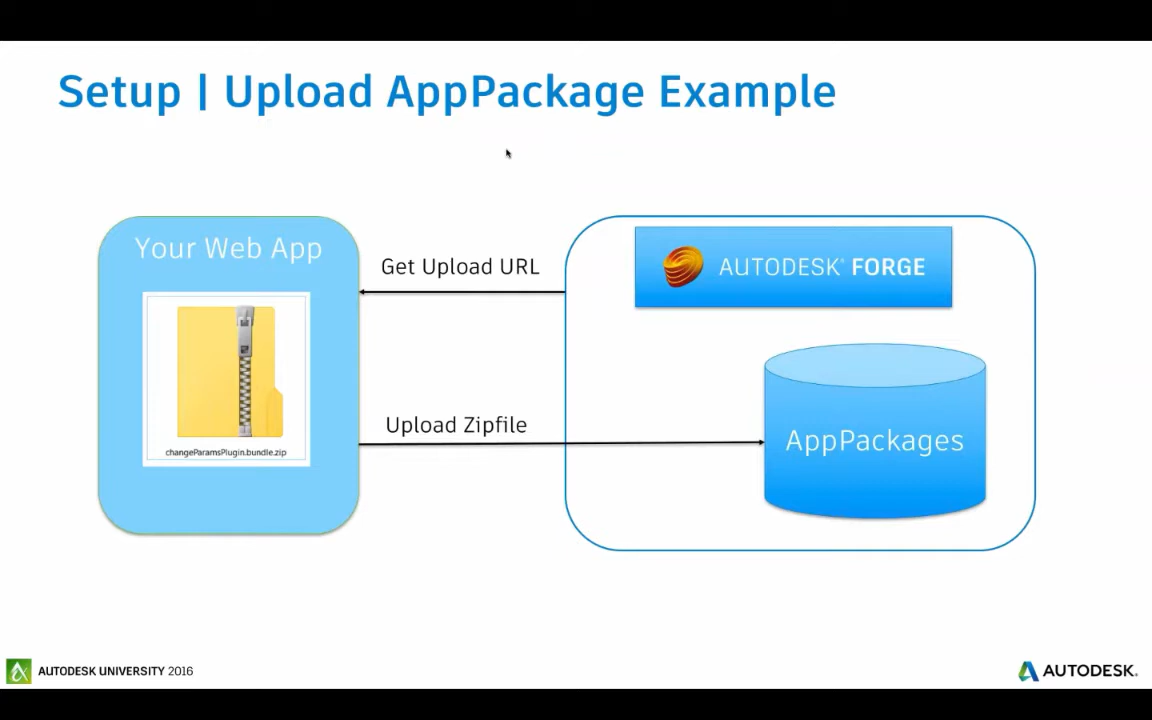 Setup | Upload AppPackage Example
Your Web App
changeParamsPlugin.bundle.zip
Get Upload URL
Upload Zipfile
AUTODESK® FORGE
AppPackages
AUTODESK UNIVERSITY 2016
AUTODESK.